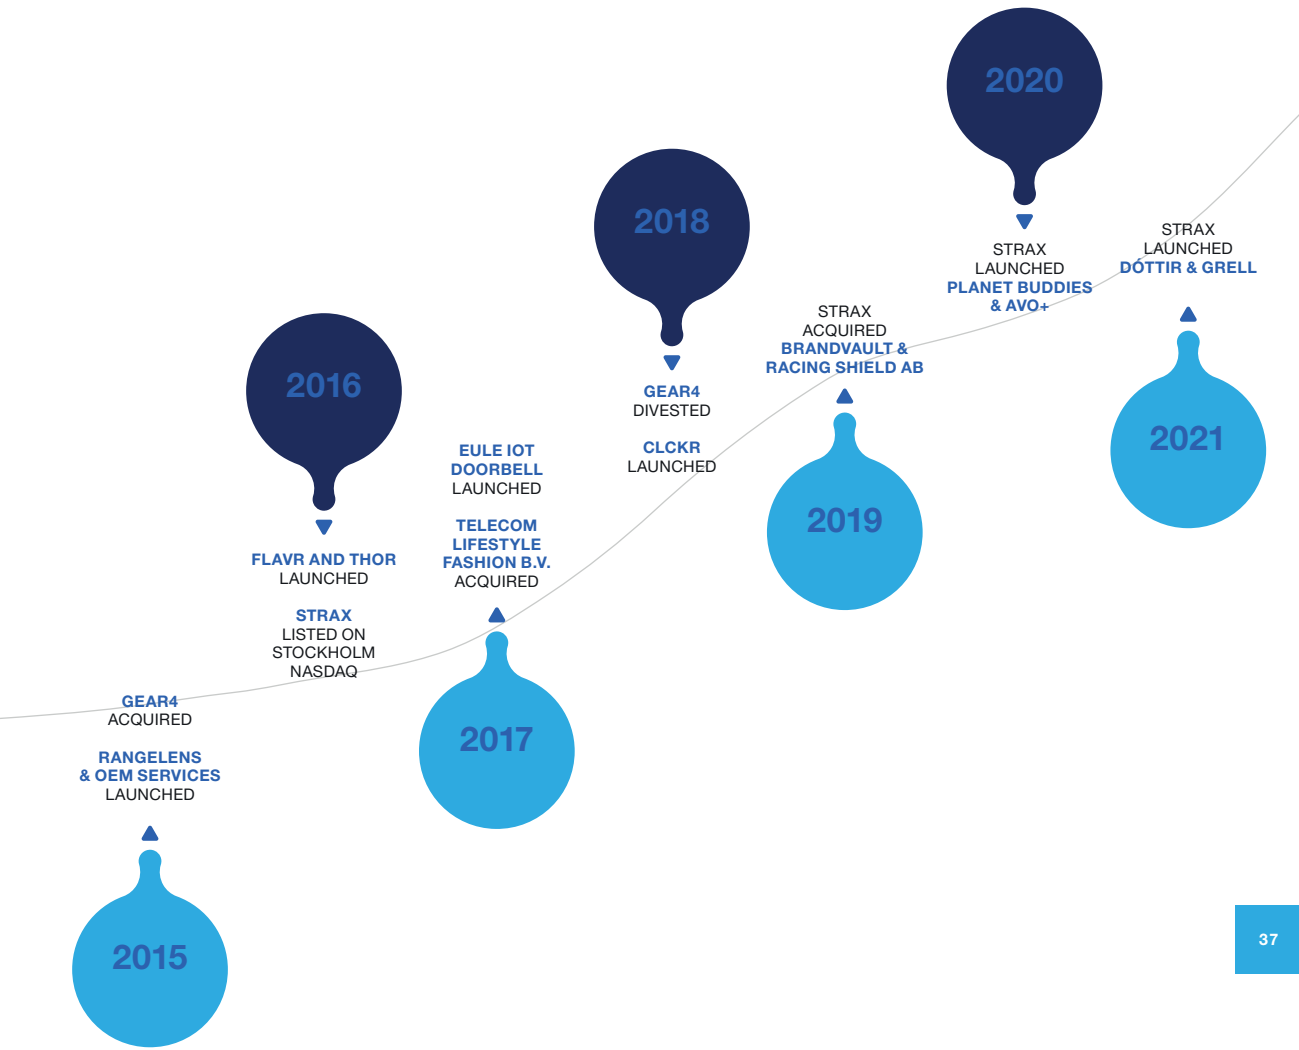 2015
GEAR4
ACQUIRED
RANGELENS
& OEM SERVICES
LAUNCHED
2016
FLAVR AND THOR
LAUNCHED
STRAX
LISTED ON
STOCKHOLM
NASDAQ
2017
EULE IOT
DOORBELL
LAUNCHED
TELECOM
LIFESTYLE
FASHION B.V.
ACQUIRED
2018
GEAR4
DIVESTED
CLCKR
LAUNCHED
2019
STRAX
ACQUIRED
BRANDVAULT &
RACING SHIELD AB
2020
STRAX
LAUNCHED
PLANET BUDDIES
& AVO+
2021
STRAX
LAUNCHED
DÓTTIR & GRELL
37